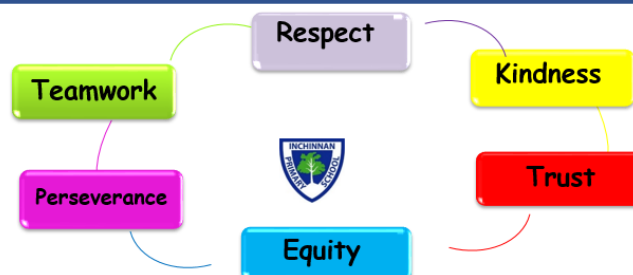 Respect
Kindness
Trust
Equity
Perseverance
Teamwork
INCHINNAN
PRIMARY
SCHOOL